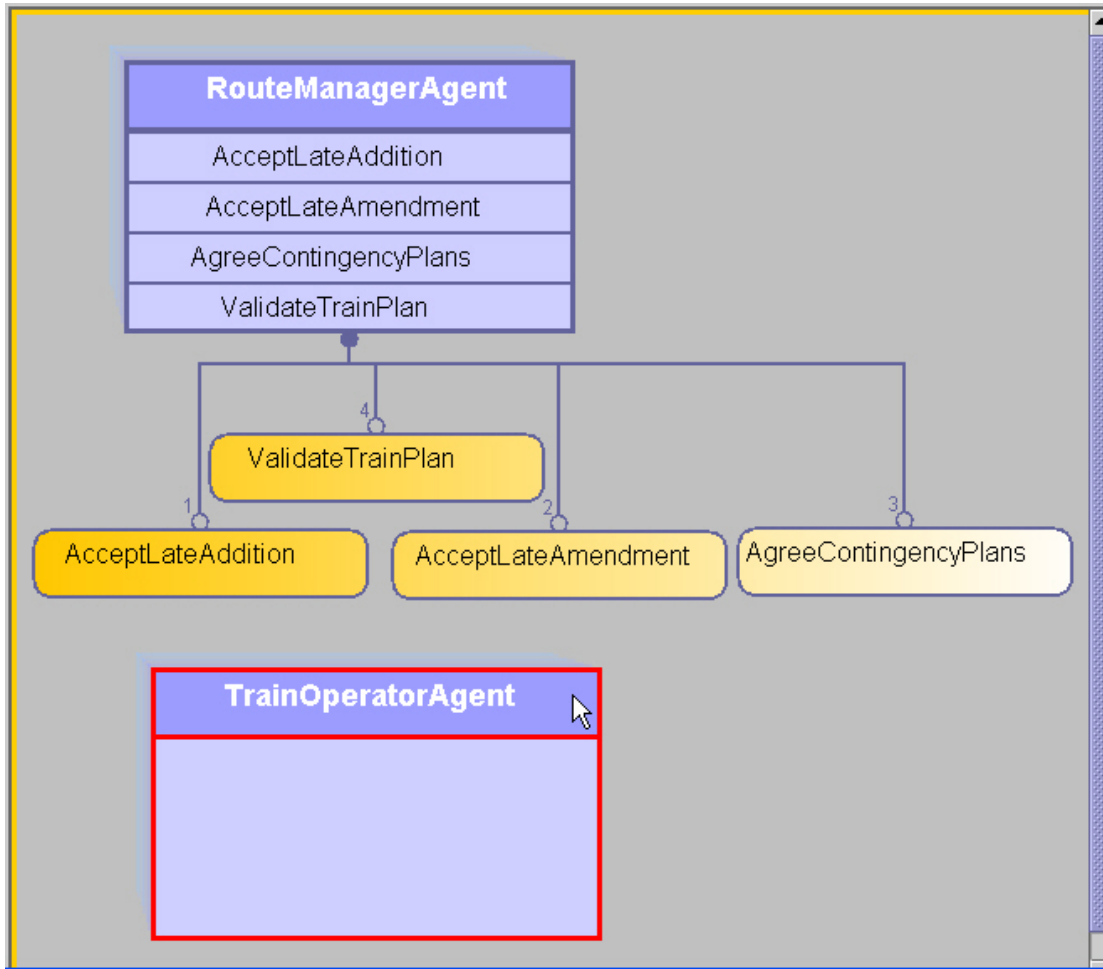 RouteManagerAgent
AcceptLateAddition
AcceptLateAmendment
AgreeContingencyPlans
ValidateTrainPlan
4
ValidateTrainPlan
1
2
3
AcceptLateAddition
AcceptLateAmendment
AgreeContingencyPlans
TrainOperatorAgent